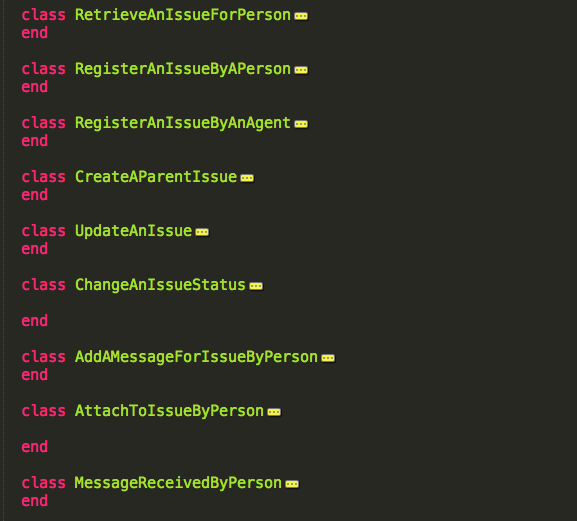 class RetrieveAnIssueForPerson
end
class RegisterAnIssueByAPerson
end
class RegisterAnIssueByAnAgent
end
class CreateAParentIssue
end
class UpdateAnIssue
end
class ChangeAnIssueStatus
end
class AddAMessageForIssueByPerson
end
class AttachToIssueByPerson
end
class MessageReceivedByPerson
end